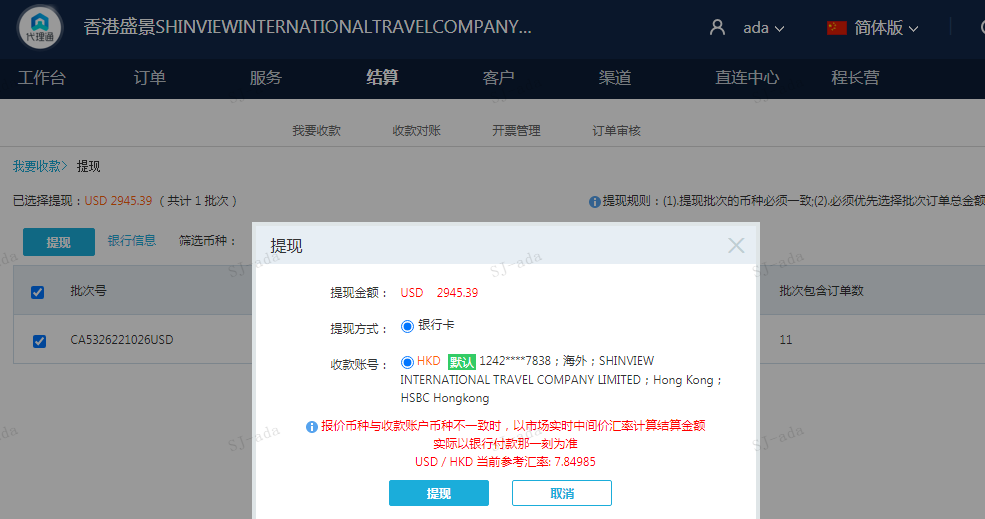 代理通
香港盛景SHINVIEWINTERNATIONALTRAVELCOMPANY...
ada
简体版
工作台 订单 服务 结算 客户 渠道 直连中心 程长营
我要收款 收款对账 开票管理 订单审核
我要收款> 提现
已选择提现：USD 2945.39 （ 共计 1 批次 ）
提现规则：(1).提现批次的币种必须一致;(2).必须优先选择批次订单总金额
提现 银行信息 筛选币种：
提现
批次号 批次包含订单数
CA5326221026USD 11
提现金额： USD 2945.39
提现方式： 银行卡
收款账号： HKD 默认 1242****7838；海外；SHINVIEW
INTERNATIONAL TRAVEL COMPANY LIMITED；Hong Kong；
HSBC Hongkong
报价币种与收款账户币种不一致时，以市场实时中间价汇率计算结算金额
实际以银行付款那一刻为准
USD / HKD 当前参考汇率: 7.84985
提现 取消
SJ-ada
SJ-ada
SJ-ada
SJ-ada
SJ-ada